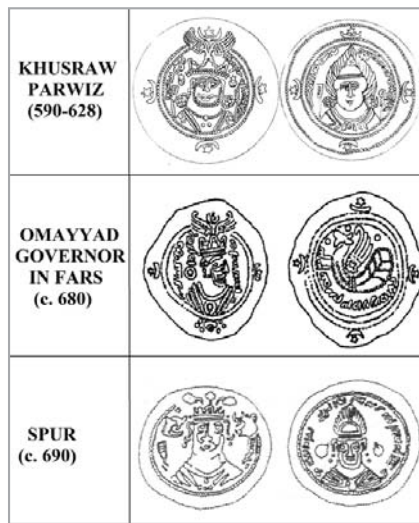 KHUSRAW
PARWIZ
(590-628)
OMAYYAD
GOVERNOR
IN FARS
(c. 680)
SPUR
(c. 690)